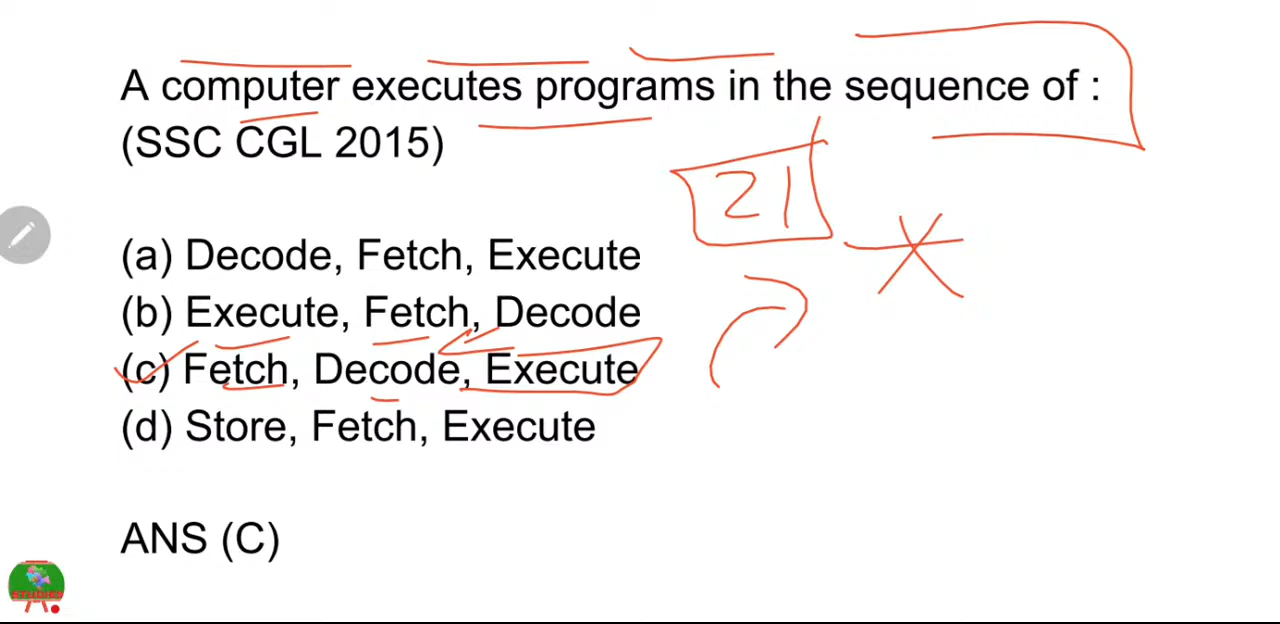 A computer executes programs in the sequence of :
(SSC CGL 2015)
21
(a) Decode, Fetch, Execute
(b) Execute, Fetch, Decode
(c) Fetch, Decode, Execute
(d) Store, Fetch, Execute
ANS (C)